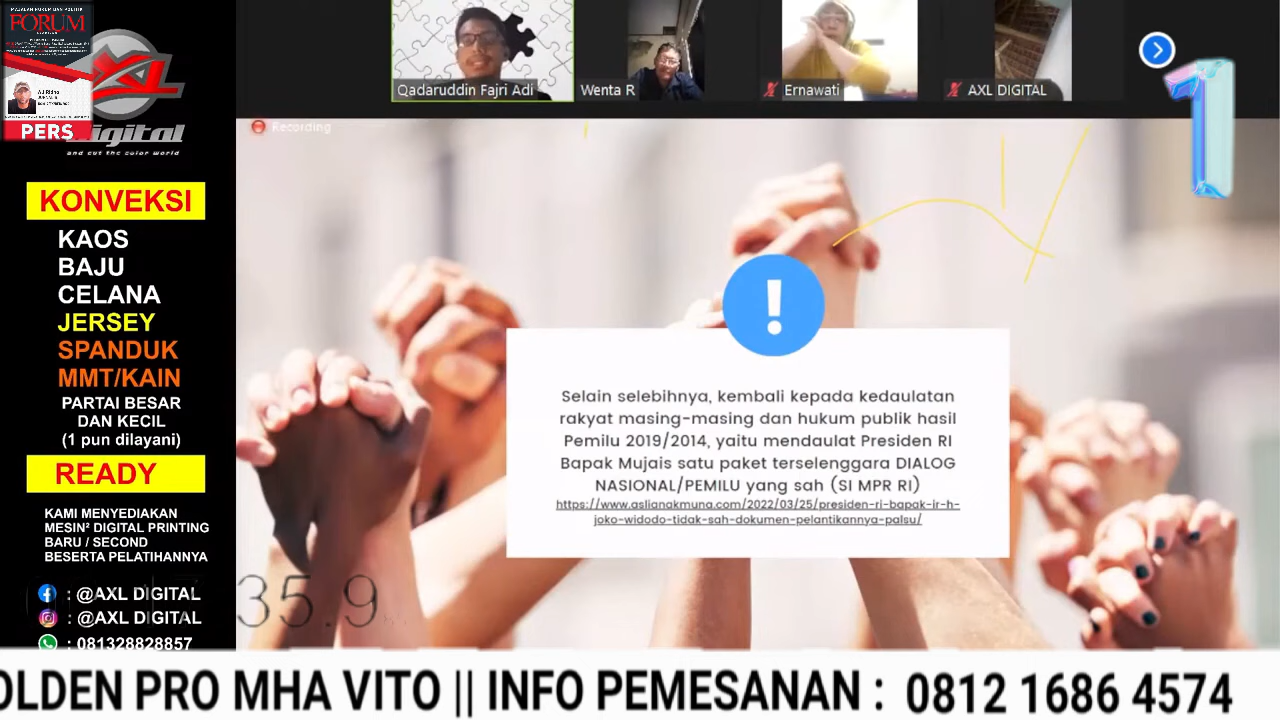 FORUM
PERS
AXL
digital
and cut the color world
KONVEKSI
KAOS
BAJU
CELANA
JERSEY
SPANDUK
MMT/KAIN
PARTAI BESAR
DAN KECIL
(1 pun dilayani)
READY
KAMI MENYEDIAKAN
MESIN² DIGITAL PRINTING
BARU / SECOND
BESERTA PELATIHANNYA
: @AXL DIGITAL
: @AXL DIGITAL
: 081328828857
Qadaruddin Fajri Adi
Wenta R
Ernawati
AXL DIGITAL
1
Recording
Selain selebihnya, kembali kepada kedaulatan
rakyat masing-masing dan hukum publik hasil
Pemilu 2019/2014, yaitu mendaulat Presiden RI
Bapak Mujais satu paket terselenggara DIALOG
NASIONAL/PEMILU yang sah (SI MPR RI)
https://www.aslianakmuna.com/2022/03/25/presiden-ri-bapak-ir-h-
joko-widodo-tidak-sah-dokumen-pelantikannya-palsu/
35.9
OLDEN PRO MHA VITO || INFO PEMESANAN : 0812 1686 4574